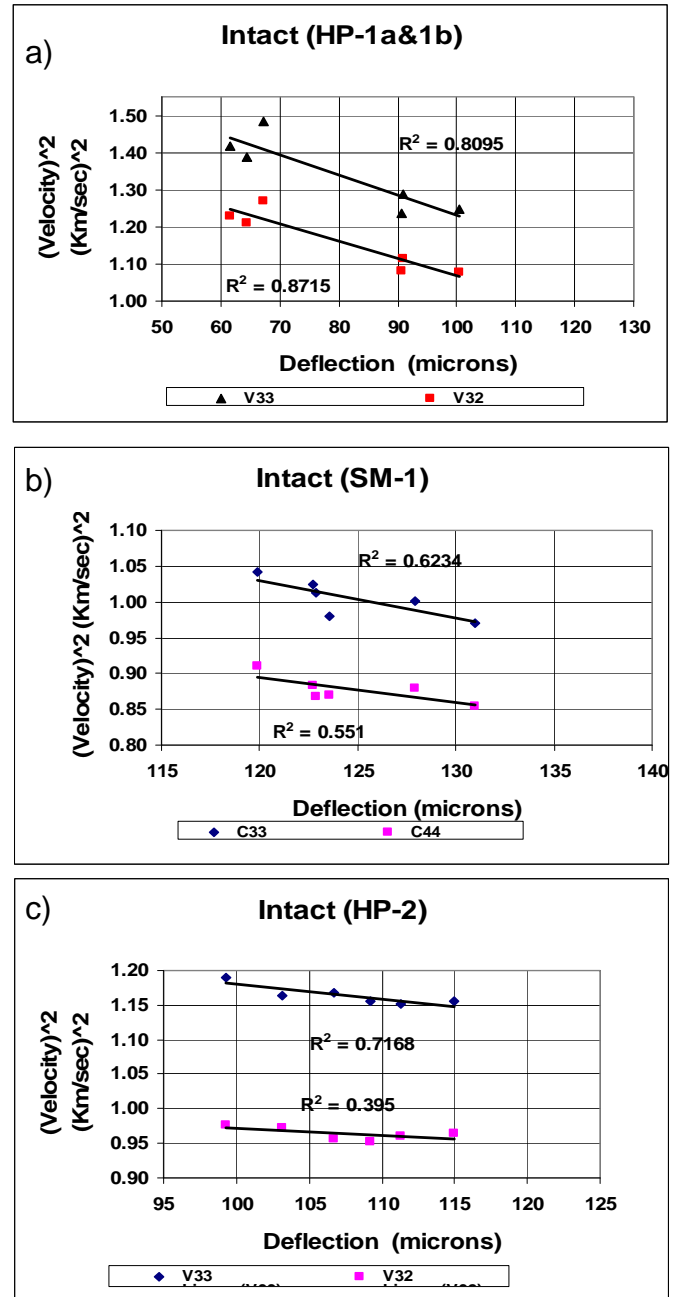 a)
Intact (HP-1a&1b)
(Velocity)^2
(Km/sec)^2
1.50
1.40
1.30
1.20
1.10
1.00
R² = 0.8095
R² = 0.8715
50 60 70 80 90 100 110 120 130
Deflection (microns)
V33 V32
b)
Intact (SM-1)
(Velocity)^2 (Km/sec)^2
1.10
1.05
1.00
0.95
0.90
0.85
0.80
R² = 0.6234
R² = 0.551
115 120 125 130 135 140
Deflection (microns)
C33 C44
c)
Intact (HP-2)
(Velocity)^2
(Km/sec)^2
1.20
1.15
1.10
1.05
1.00
0.95
0.90
R² = 0.7168
R² = 0.395
95 100 105 110 115 120 125
Deflection (microns)
V33 V32